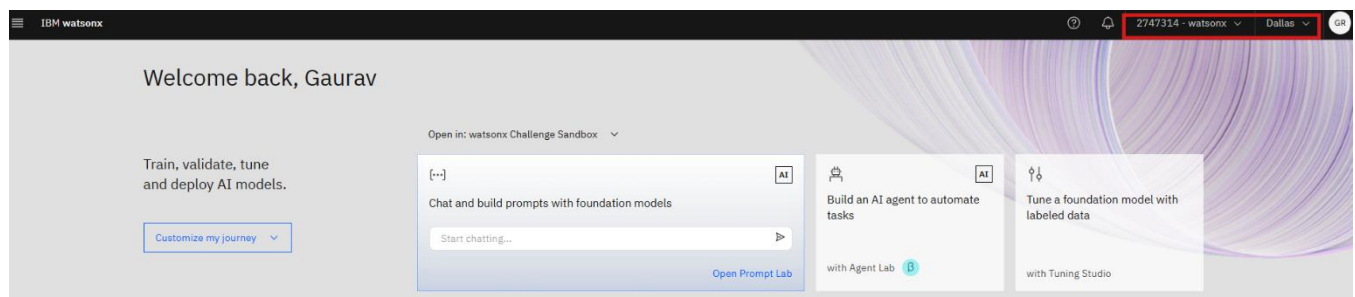 IBM watsonx
2747314 - watsonx
Dallas
GR
Welcome back, Gaurav
Open in: watsonx Challenge Sandbox
Train, validate, tune
and deploy AI models.
Customize my journey
[...]
AI
Chat and build prompts with foundation models
Start chatting...
Open Prompt Lab
AI
Build an AI agent to automate
tasks
with Agent Lab β
Tune a foundation model with
labeled data
with Tuning Studio